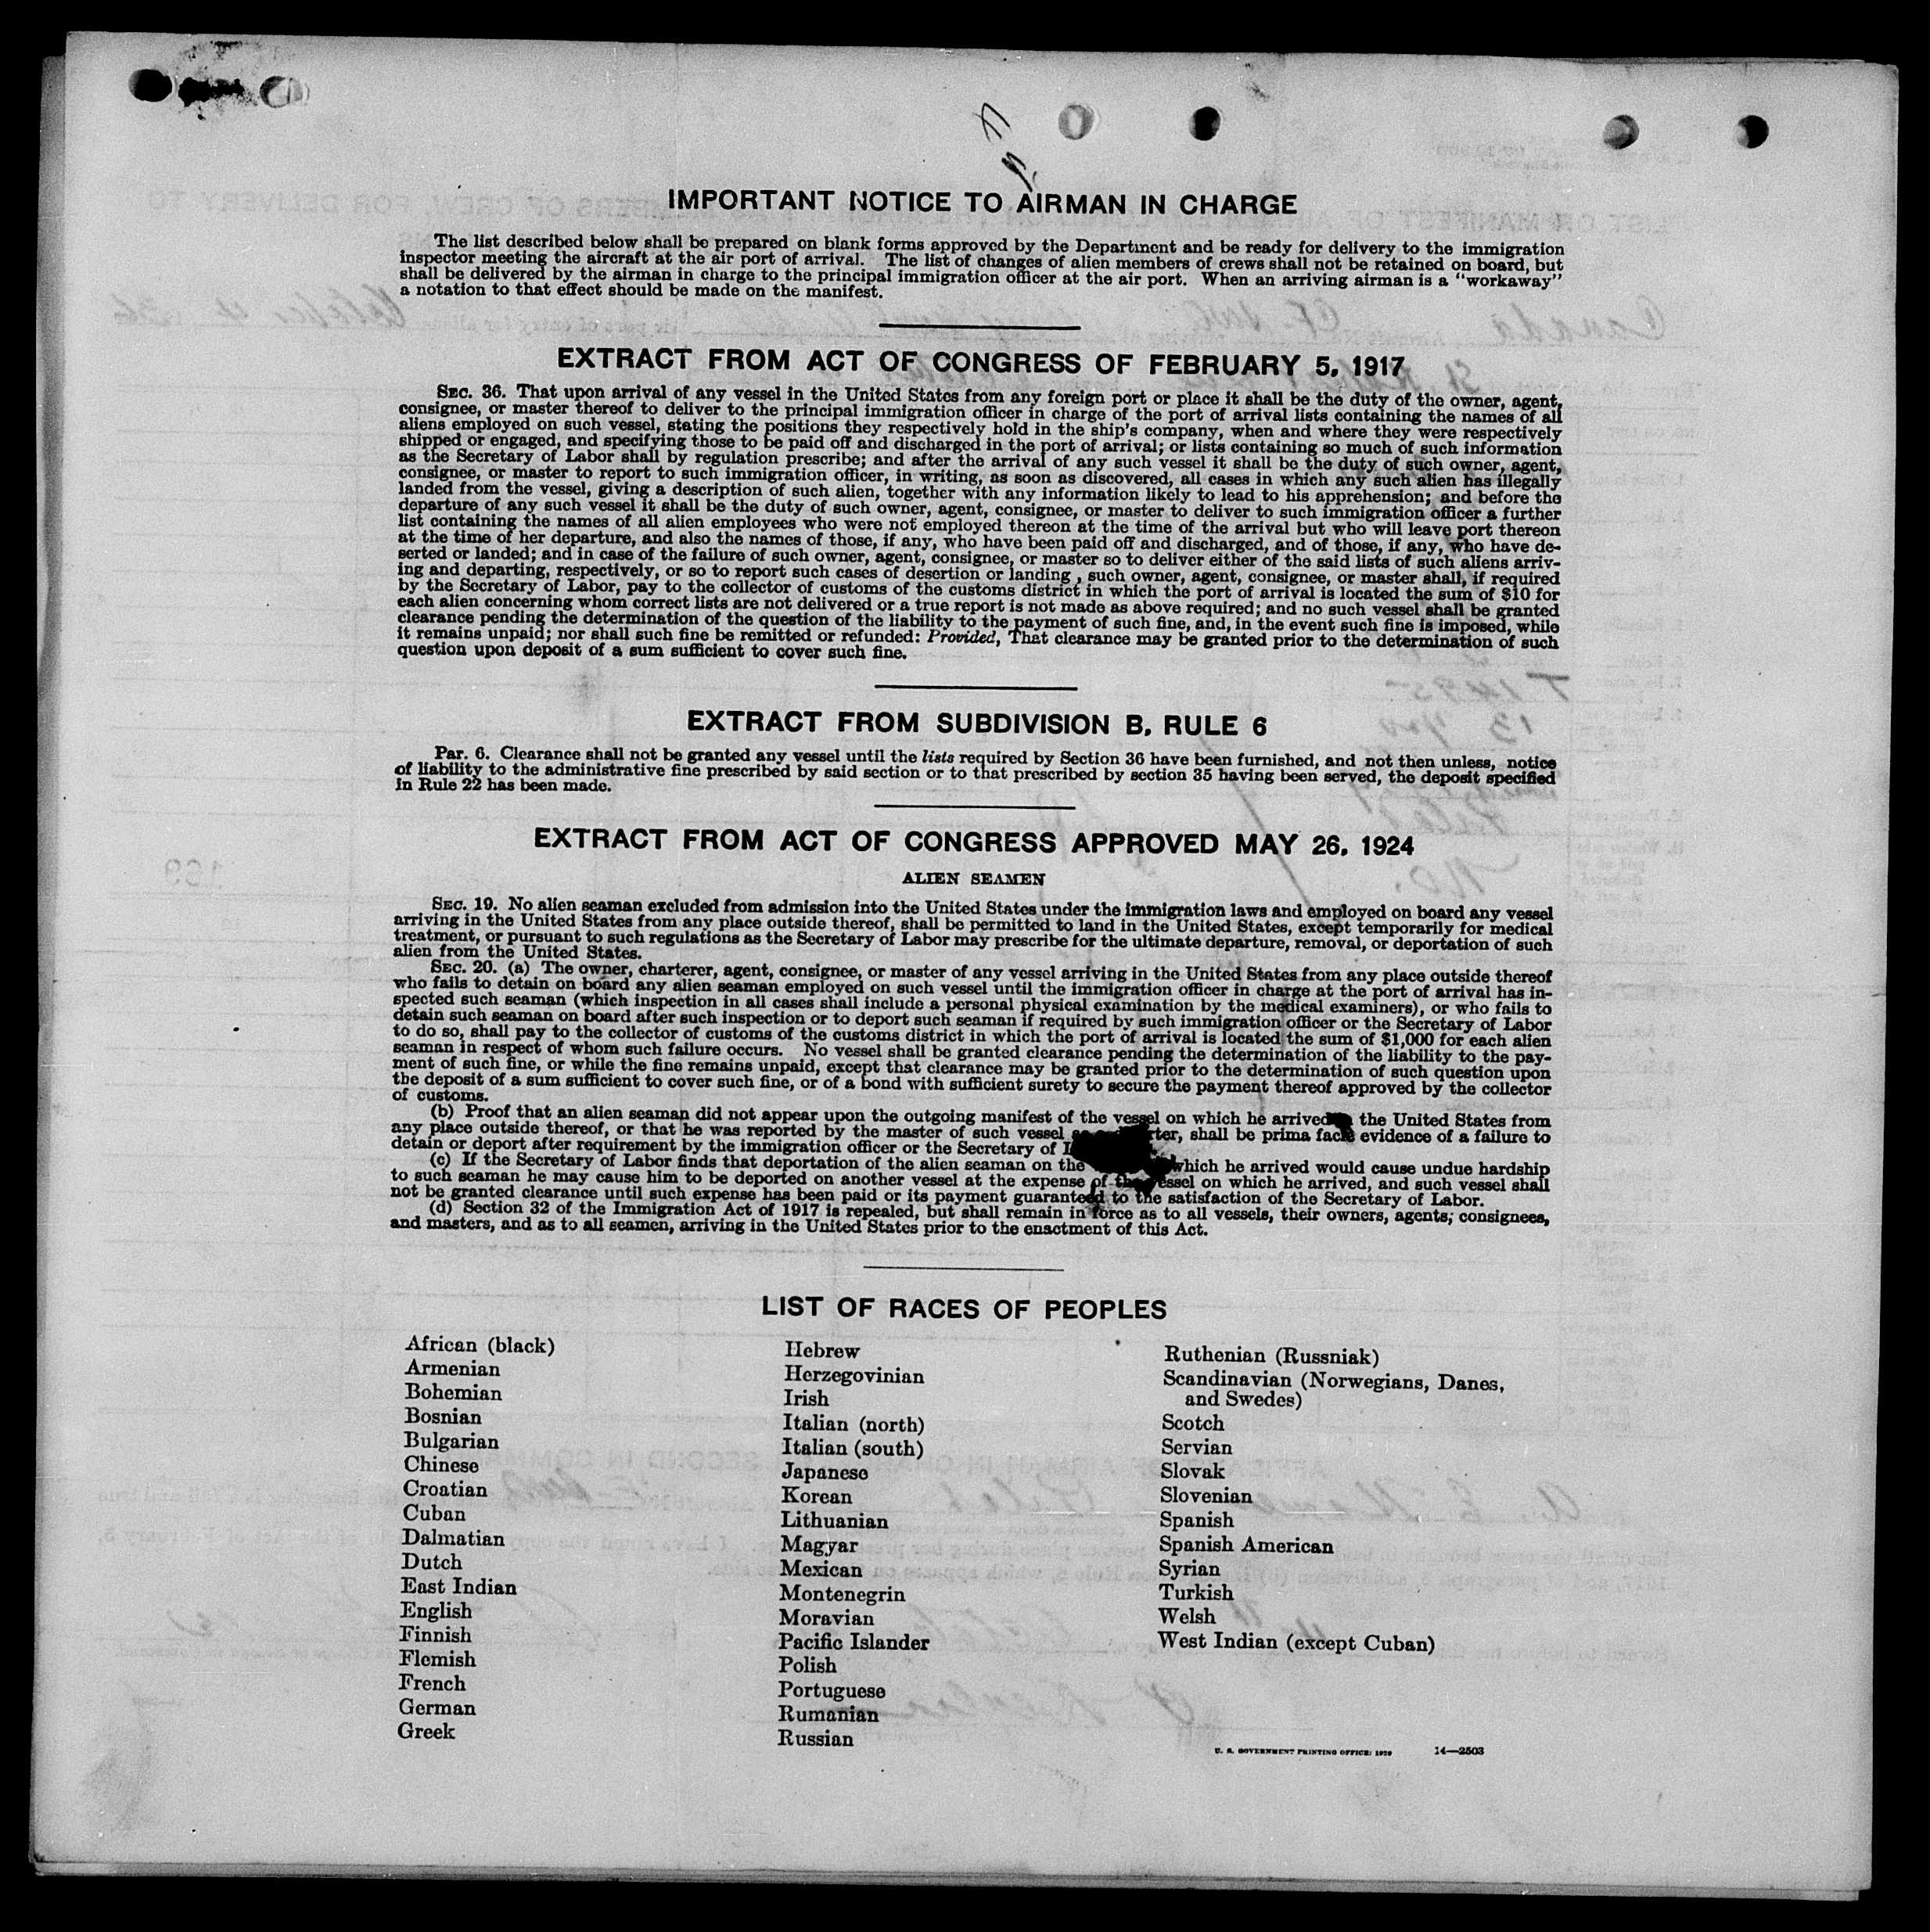 IMPORTANT NOTICE TO AIRMAN IN CHARGE
The list described below shall be prepared on blank forms approved by the Department and be ready for delivery to the immigration
inspector meeting the aircraft at the air port of arrival. The list of changes of alien members of crews shall not be retained on board, but
shall be delivered by the airman in charge to the principal immigration officer at the air port. When an arriving airman is a "workaway"
a notation to that effect should be made on the manifest.
EXTRACT FROM ACT OF CONGRESS OF FEBRUARY 5, 1917
SEC. 36. That upon arrival of any vessel in the United States from any foreign port or place it shall be the duty of the owner, agent,
consignee, or master thereof to deliver to the principal immigration officer in charge of the port of arrival lists containing the names of all
aliens employed on such vessel, stating the positions they respectively hold in the ship's company, when and where they were respectively
shipped or engaged, and specifying those to be paid off and discharged in the port of arrival; or lists containing so much of such information
as the Secretary of Labor shall by regulation prescribe; and after the arrival of any such vessel it shall be the duty of such owner, agent,
consignee, or master to report to such immigration officer, in writing, as soon as discovered, all cases in which any such alien has illegally
landed from the vessel, giving a description of such alien, together with any information likely to lead to his apprehension; and before the
departure of any such vessel it shall be the duty of such owner, agent, consignee, or master to deliver to such immigration officer a further
list containing the names of all alien employees who were not employed thereon at the time of the arrival but who will leave port thereon
at the time of her departure, and also the names of those, if any, who have been paid off and discharged, and of those, if any, who have de-
serted or landed; and in case of the failure of such owner, agent, consignee, or master so to deliver either of the said lists of such aliens arriv-
ing and departing, respectively, or so to report such cases of desertion or landing , such owner, agent, consignee, or master shall, if required
by the Secretary of Labor, pay to the collector of customs of the customs district in which the port of arrival is located the sum of $10 for
each alien concerning whom correct lists are not delivered or a true report is not made as above required; and no such vessel shall be granted
clearance pending the determination of the question of the liability to the payment of such fine, and, in the event such fine is imposed, while
it remains unpaid; nor shall such fine be remitted or refunded: Provided, That clearance may be granted prior to the determination of such
question upon deposit of a sum sufficient to cover such fine.
EXTRACT FROM SUBDIVISION B, RULE 6
Par. 6. Clearance shall not be granted any vessel until the lists required by Section 36 have been furnished, and not then unless, notice
of liability to the administrative fine prescribed by said section or to that prescribed by section 35 having been served, the deposit specified
in Rule 22 has been made.
EXTRACT FROM ACT OF CONGRESS APPROVED MAY 26, 1924
ALIEN SEAMEN
SEC. 19. No alien seaman excluded from admission into the United States under the immigration laws and employed on board any vessel
arriving in the United States from any place outside thereof, shall be permitted to land in the United States, except temporarily for medical
treatment, or pursuant to such regulations as the Secretary of Labor may prescribe for the ultimate departure, removal, or deportation of such
alien from the United States.
SEC. 20. (a) The owner, charterer, agent, consignee, or master of any vessel arriving in the United States from any place outside thereof
who fails to detain on board any alien seaman employed on such vessel until the immigration officer in charge at the port of arrival has in-
spected such seaman (which inspection in all cases shall include a personal physical examination by the medical examiners), or who fails to
detain such seaman on board after such inspection or to deport such seaman if required by such immigration officer or the Secretary of Labor
to do so, shall pay to the collector of customs of the customs district in which the port of arrival is located the sum of $1,000 for each alien
seaman in respect of whom such failure occurs. No vessel shall be granted clearance pending the determination of the liability to the pay-
ment of such fine, or while the fine remains unpaid, except that clearance may be granted prior to the determination of such question upon
the deposit of a sum sufficient to cover such fine, or of a bond with sufficient surety to secure the payment thereof approved by the collector
of customs.
(b) Proof that an alien seaman did not appear upon the outgoing manifest of the vessel on which he arrived the United States from
any place outside thereof, or that he was reported by the master of such vessel shall be prima facie evidence of a failure to
detain or deport after requirement by the immigration officer or the Secretary of
(c) If the Secretary of Labor finds that deportation of the alien seaman on the which he arrived would cause undue hardship
to such seaman he may cause him to be deported on another vessel at the expense of the vessel on which he arrived, and such vessel shall
not be granted clearance until such expense has been paid or its payment guaranteed to the satisfaction of the Secretary of Labor.
(d) Section 32 of the Immigration Act of 1917 is repealed, but shall remain in force as to all vessels, their owners, agents, consignees,
and masters, and as to all seamen, arriving in the United States prior to the enactment of this Act.
LIST OF RACES OF PEOPLES
African (black)
Armenian
Bohemian
Bosnian
Bulgarian
Chinese
Croatian
Cuban
Dalmatian
Dutch
East Indian
English
Finnish
Flemish
French
German
Greek
Hebrew
Herzegovinian
Irish
Italian (north)
Italian (south)
Japanese
Korean
Lithuanian
Magyar
Mexican
Montenegrin
Moravian
Pacific Islander
Polish
Portuguese
Rumanian
Russian
Ruthenian (Russniak)
Scandinavian (Norwegians, Danes,
and Swedes)
Scotch
Servian
Slovak
Slovenian
Spanish
Spanish American
Syrian
Turkish
Welsh
West Indian (except Cuban)
U. S. GOVERNMENT PRINTING OFFICE: 1929 14—2503